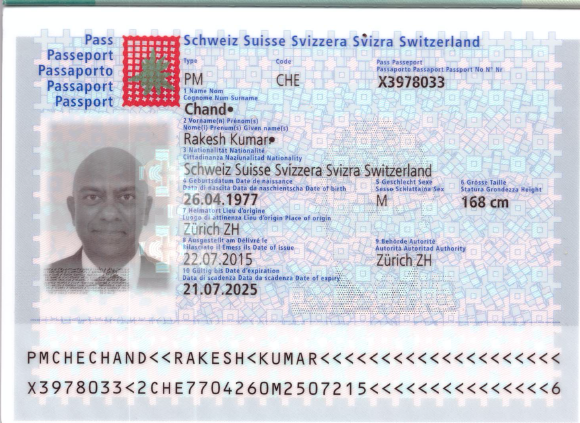 Pass
Passeport
Passaporto
Passaport
Passport
Schweiz Suisse Svizzera Svizra Switzerland
Type Code Pass Passeport
Passaporto Passaport Passport No N° Nr
PM CHE X3978033
1 Name Nom
Cognome Num Surname
Chand•
2 Vorname(n) Prénom(s)
Nome(i) Prenum(s) Given name(s)
Rakesh Kumar•
3 Nationalität Nationalité
Cittadinanza Naziunalitad Nationality
Schweiz Suisse Svizzera Svizra Switzerland
4 Geburtsdatum Date de naissance 5 Geschlecht Sexe 6 Grösse Taille
Data di nascita Data da naschientscha Date of birth Sesso Schlattaina Sex Statura Grondezza Height
26.04.1977 M 168 cm
7 Heimatort Lieu d'origine
Luogo di attinenza Lieu d'origine Place of origin
Zürich ZH
8 Ausgestellt am Délivré le 9 Behörde Autorité
Rilasciato il Emess ils Date of issue Autorità Autoritad Authority
22.07.2015 Zürich ZH
10 Gültig bis Date d'expiration
Data di scadenza Data da scadenza Date of expiry
21.07.2025
PMCHECHAND<<RAKESH<KUMAR<<<<<<<<<<<<<<<<<<<<
X3978033<2CHE7704260M2507215<<<<<<<<<<<<<<<6